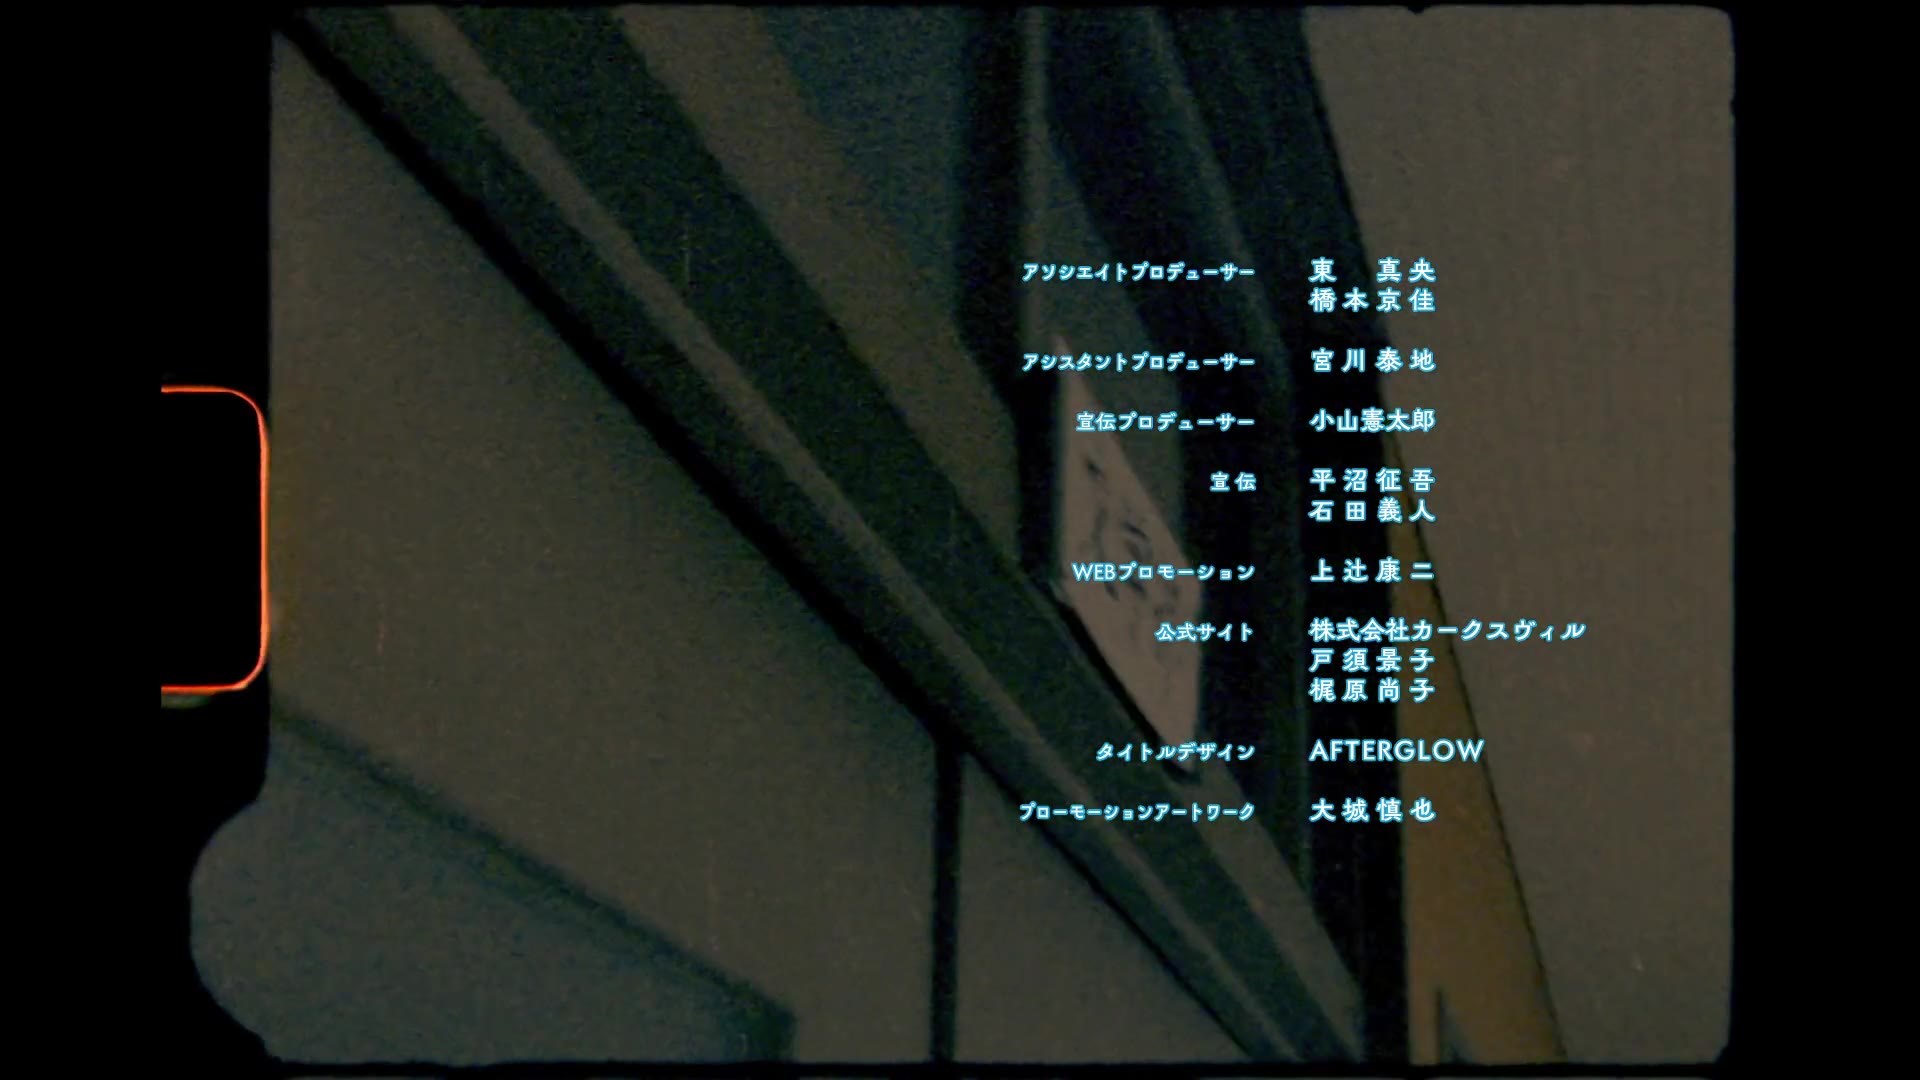 アソシエイトプロデューサー 東 真央
橋本京佳
アシスタントプロデューサー 宮川泰地
宣伝プロデューサー 小山憲太郎
宣伝 平沼征吾
石田義人
WEBプロモーション 上辻康二
公式サイト 株式会社カークスヴィル
戸須景子
梶原尚子
タイトルデザイン AFTERGLOW
プローモーションアートワーク 大城慎也